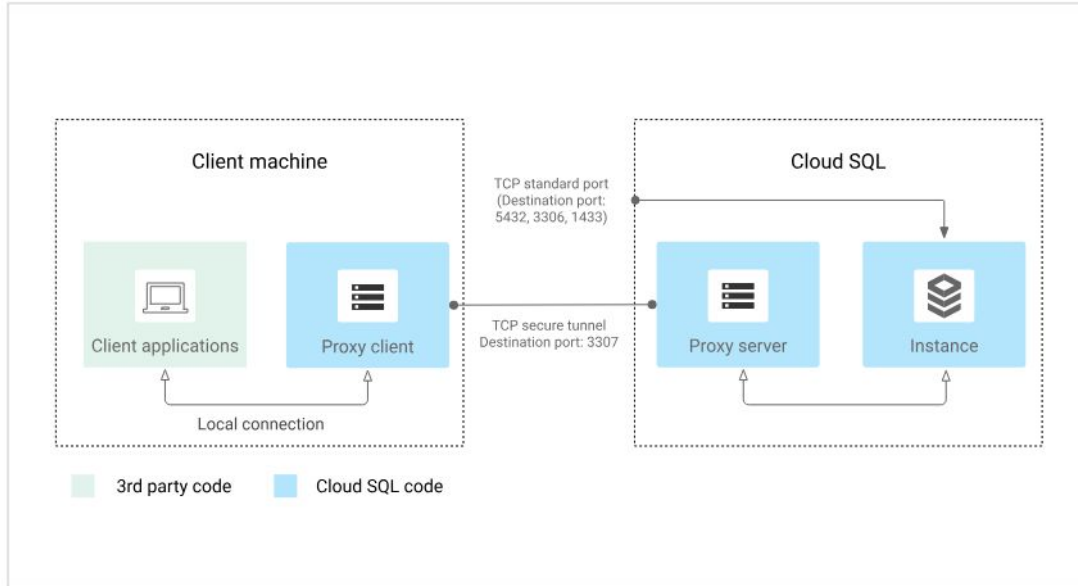 Client machine
Cloud SQL
TCP standard port
(Destination port:
5432, 3306, 1433)
Client applications
Proxy client
TCP secure tunnel
Destination port: 3307
Proxy server
Instance
Local connection
3rd party code
Cloud SQL code